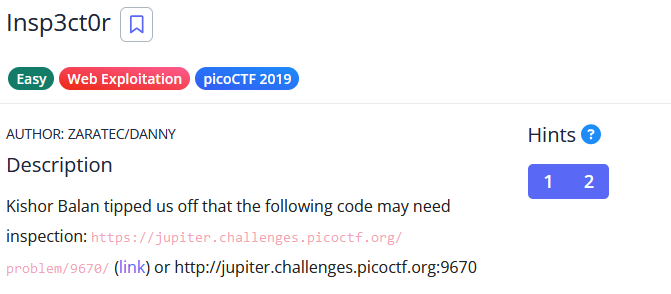 Insp3ct0r
Easy Web Exploitation picoCTF 2019
AUTHOR: ZARATEC/DANNY
Description
Kishor Balan tipped us off that the following code may need
inspection: https://jupiter.challenges.picoctf.org/
problem/9670/ (link) or http://jupiter.challenges.picoctf.org:9670
Hints ?
1 2